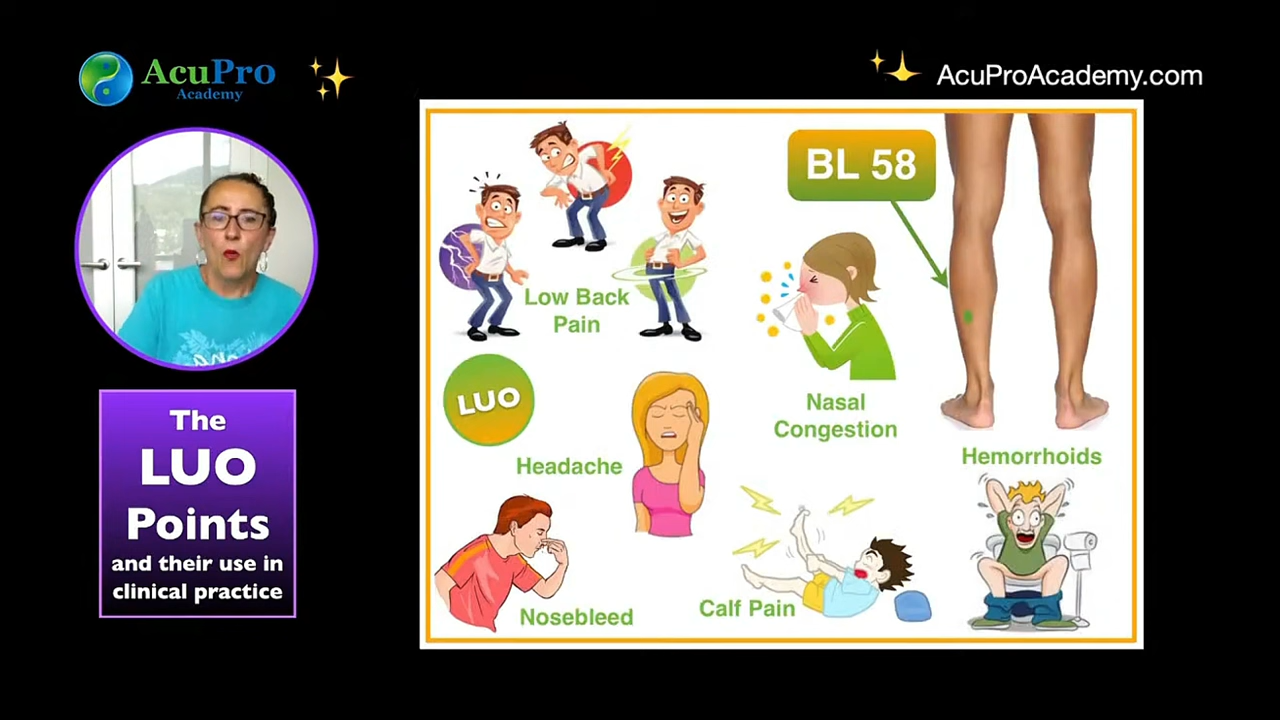 AcuPro
Academy
AcuProAcademy.com
The
LUO
Points
and their use in
clinical practice
BL 58
Low Back
Pain
LUO
Nasal
Congestion
Headache
Hemorrhoids
Nosebleed
Calf Pain